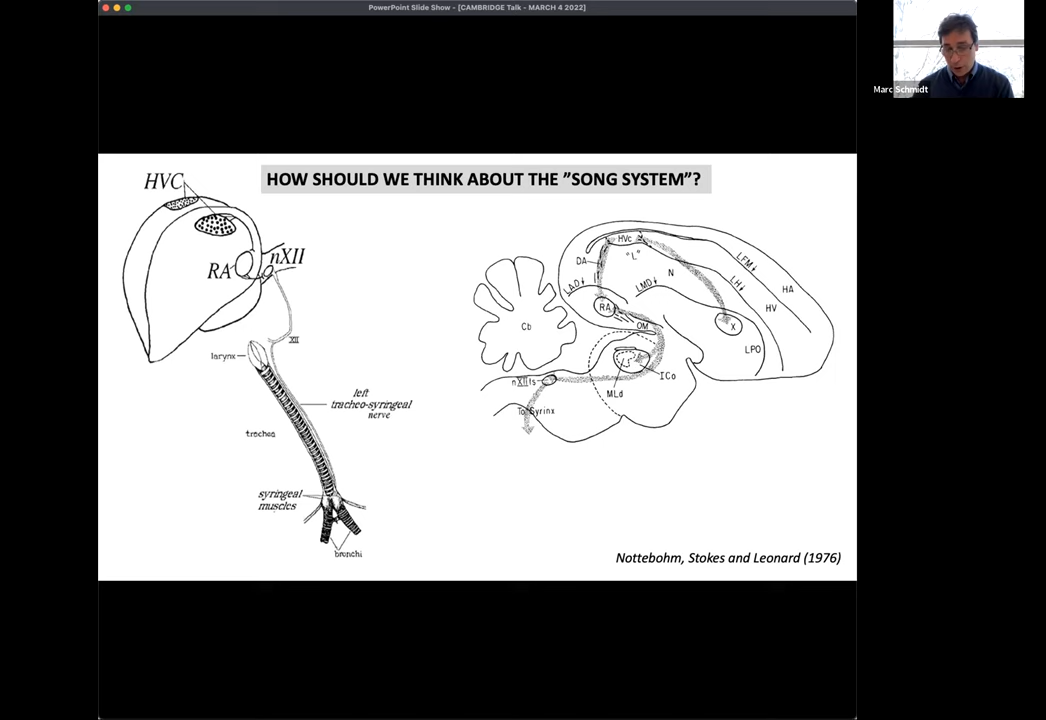 PowerPoint Slide Show - [CAMBRIDGE Talk - MARCH 4 2022]
Marc Schmidt
HOW SHOULD WE THINK ABOUT THE ”SONG SYSTEM”?
HVC
RA
nXII
XII
larynx
left
tracheo-syringeal
nerve
trachea
syringeal
muscles
bronchi
HVc
"L"
DA
LAD
LMD
N
LFM
LH
HA
HV
RA
OM
X
LPO
Cb
nXIIts
ICo
MLd
To Syrinx
Nottebohm, Stokes and Leonard (1976)